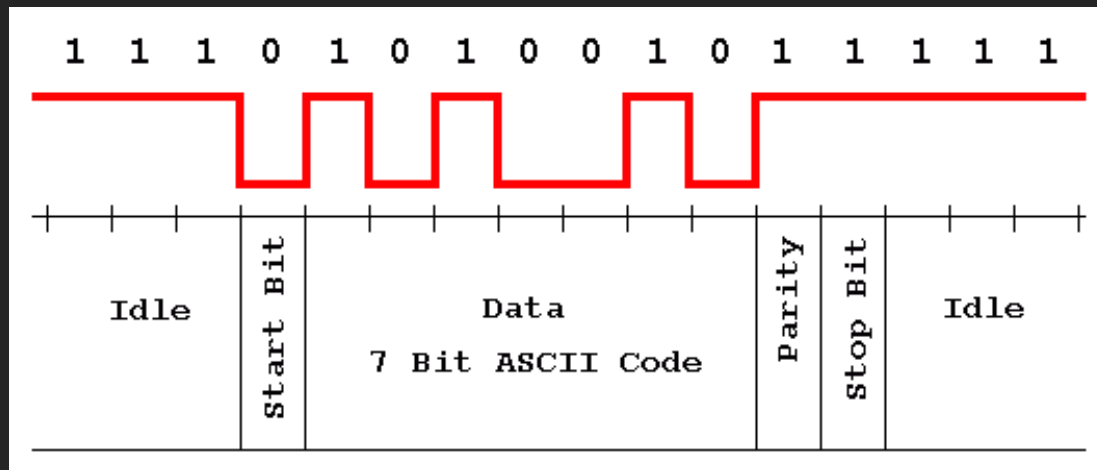 1 1 1 0 1 0 1 0 0 1 0 1 1 1 1 1
Idle
Start Bit
Data
7 Bit ASCII Code
Parity
Stop Bit
Idle